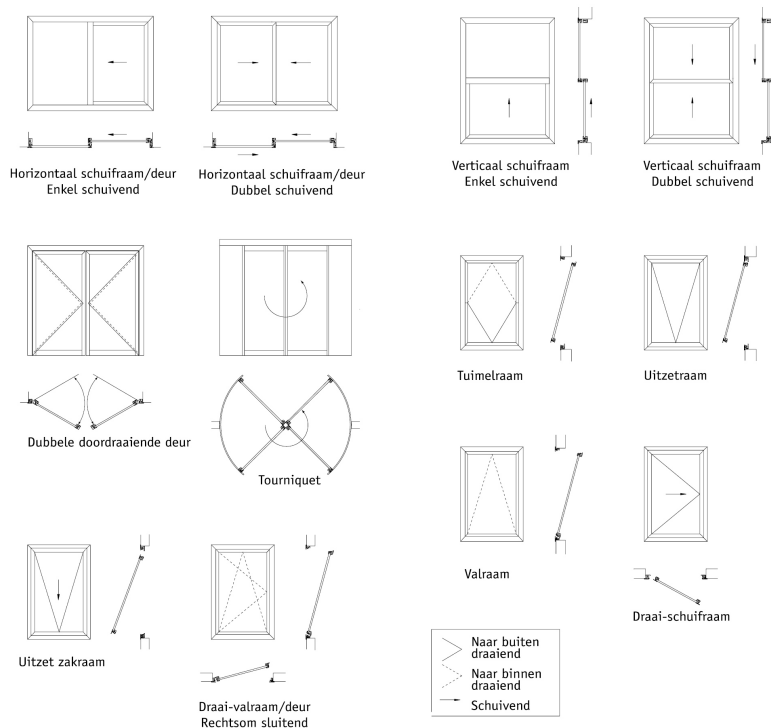 Horizontaal schuifraam/deur
Enkel schuivend
Horizontaal schuifraam/deur
Dubbel schuivend
Verticaal schuifraam
Enkel schuivend
Verticaal schuifraam
Dubbel schuivend
Dubbele doordraaiende deur
Tourniquet
Tuimelraam
Uitzetraam
Valraam
Draai-schuifraam
Uitzet zakraam
Draai-valraam/deur
Rechtsom sluitend
Naar buiten
draaiend
Naar binnen
draaiend
Schuivend